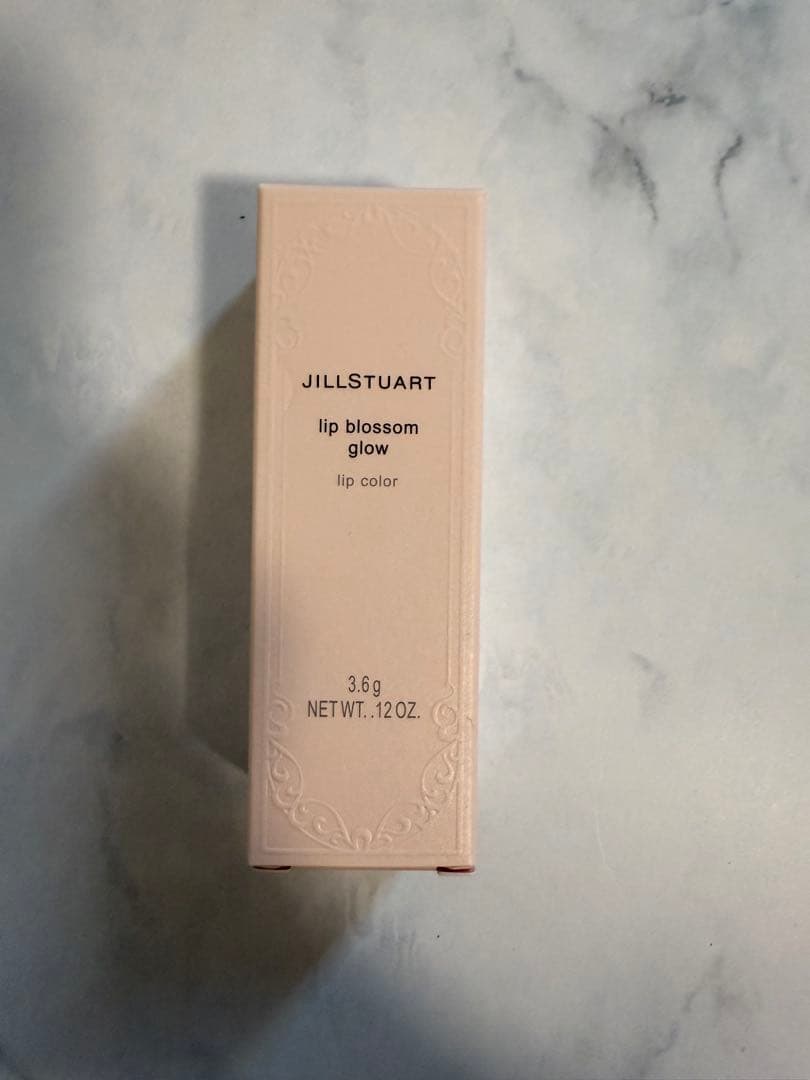 JILLSTUART
lip blossom
glow
lip color
3.6g
NET WT. .12 OZ.